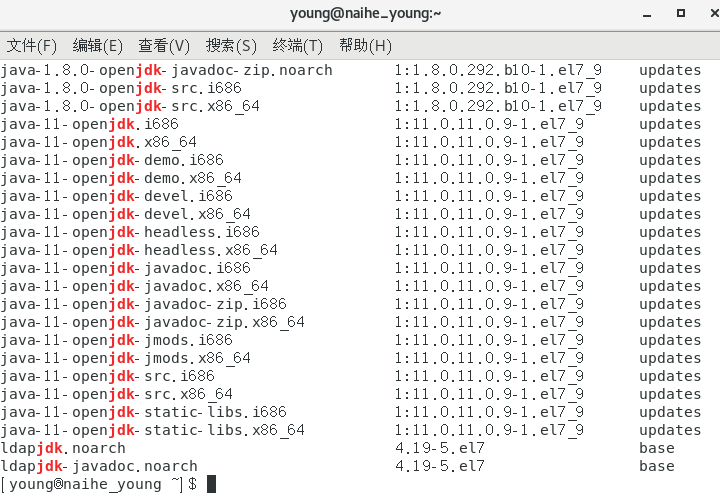 young@naihe_young:~
文件(F) 编辑(E) 查看(V) 搜索(S) 终端(T) 帮助(H)
java-1.8.0-openjdk-javadoc-zip.noarch 1:1.8.0.292.b10-1.el7_9 updates
java-1.8.0-openjdk-src.i686 1:1.8.0.292.b10-1.el7_9 updates
java-1.8.0-openjdk-src.x86_64 1:1.8.0.292.b10-1.el7_9 updates
java-11-openjdk.i686 1:11.0.11.0.9-1.el7_9 updates
java-11-openjdk.x86_64 1:11.0.11.0.9-1.el7_9 updates
java-11-openjdk-demo.i686 1:11.0.11.0.9-1.el7_9 updates
java-11-openjdk-demo.x86_64 1:11.0.11.0.9-1.el7_9 updates
java-11-openjdk-devel.i686 1:11.0.11.0.9-1.el7_9 updates
java-11-openjdk-devel.x86_64 1:11.0.11.0.9-1.el7_9 updates
java-11-openjdk-headless.i686 1:11.0.11.0.9-1.el7_9 updates
java-11-openjdk-headless.x86_64 1:11.0.11.0.9-1.el7_9 updates
java-11-openjdk-javadoc.i686 1:11.0.11.0.9-1.el7_9 updates
java-11-openjdk-javadoc.x86_64 1:11.0.11.0.9-1.el7_9 updates
java-11-openjdk-javadoc-zip.i686 1:11.0.11.0.9-1.el7_9 updates
java-11-openjdk-javadoc-zip.x86_64 1:11.0.11.0.9-1.el7_9 updates
java-11-openjdk-jmods.i686 1:11.0.11.0.9-1.el7_9 updates
java-11-openjdk-jmods.x86_64 1:11.0.11.0.9-1.el7_9 updates
java-11-openjdk-src.i686 1:11.0.11.0.9-1.el7_9 updates
java-11-openjdk-src.x86_64 1:11.0.11.0.9-1.el7_9 updates
java-11-openjdk-static-libs.i686 1:11.0.11.0.9-1.el7_9 updates
java-11-openjdk-static-libs.x86_64 1:11.0.11.0.9-1.el7_9 updates
ldapjdk.noarch 4.19-5.el7 base
ldapjdk-javadoc.noarch 4.19-5.el7 base
[young@naihe_young ~]$